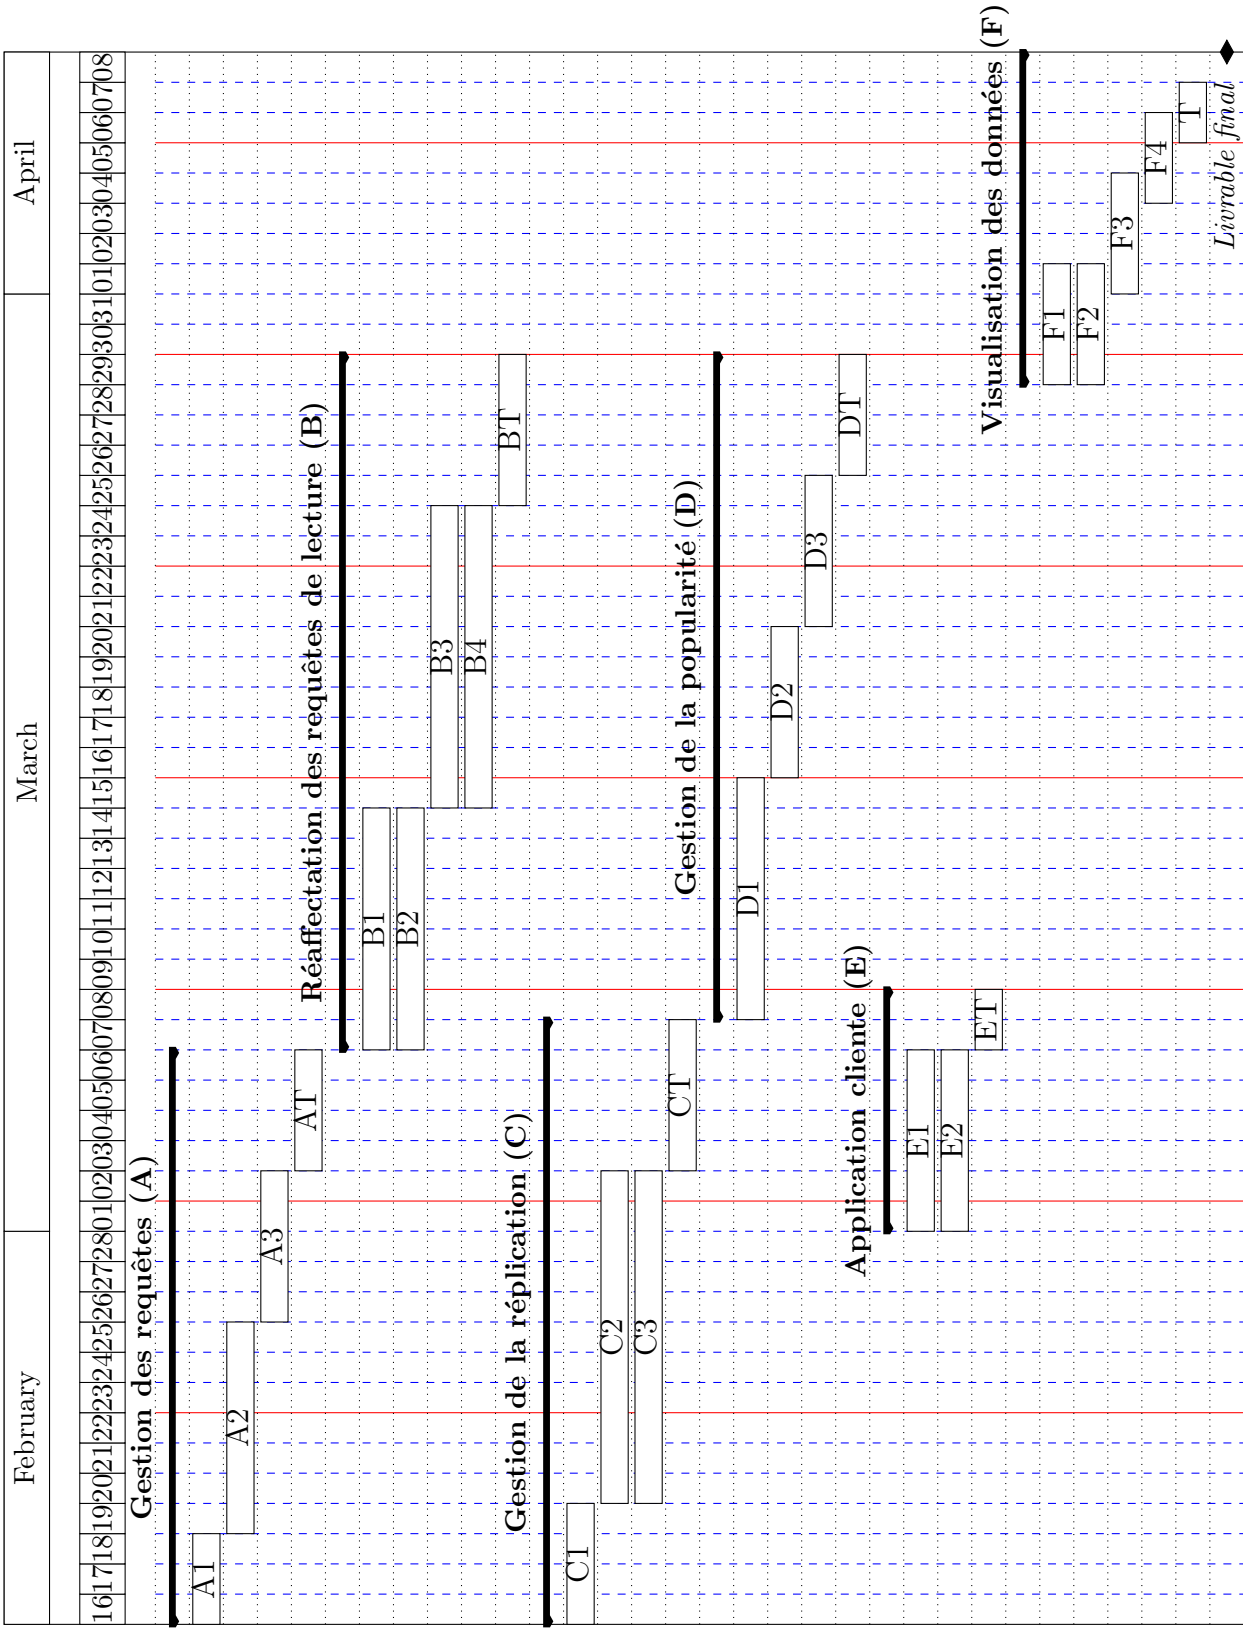 February March April
16 17 18 19 20 21 22 23 24 25 26 27 28 01 02 03 04 05 06 07 08 09 10 11 12 13 14 15 16 17 18 19 20 21 22 23 24 25 26 27 28 29 30 31 01 02 03 04 05 06 07 08
Gestion des requêtes (A)
A1
A2
A3
AT
Réaffectation des requêtes de lecture (B)
B1
B2
B3
B4
BT
Gestion de la réplication (C)
C1
C2
C3
CT
Gestion de la popularité (D)
D1
D2
D3
DT
Application cliente (E)
E1
E2
ET
Visualisation des données (F)
F1
F2
F3
F4
T
Livrable final